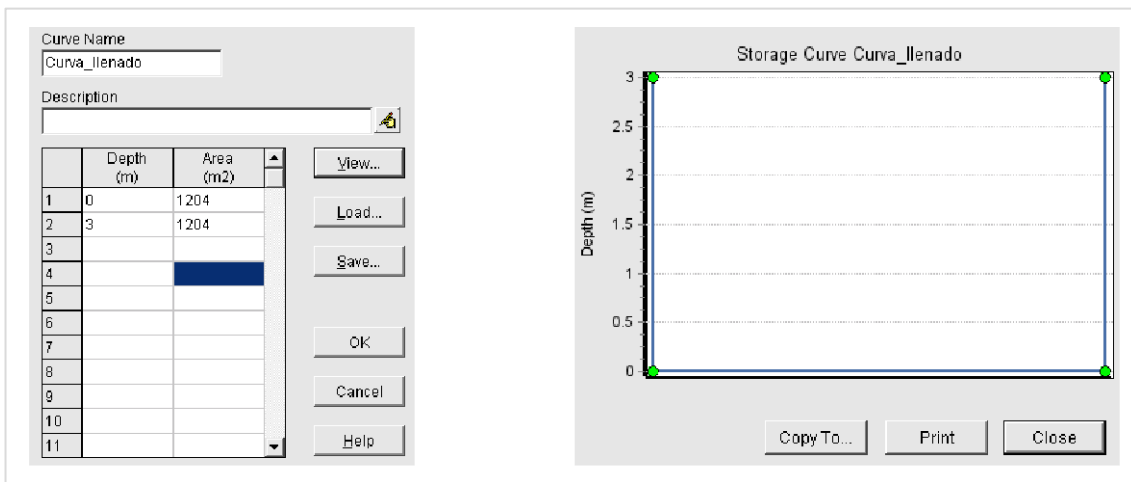 Curve Name
Curva_llenado
Description
Depth (m) Area (m2)
1 0 1204
2 3 1204
3
4
5
6
7
8
9
10
11
View...
Load...
Save...
OK
Cancel
Help
Storage Curve Curva_llenado
3
2.5
2
1.5
1
0.5
0
Depth (m)
Copy To...
Print
Close